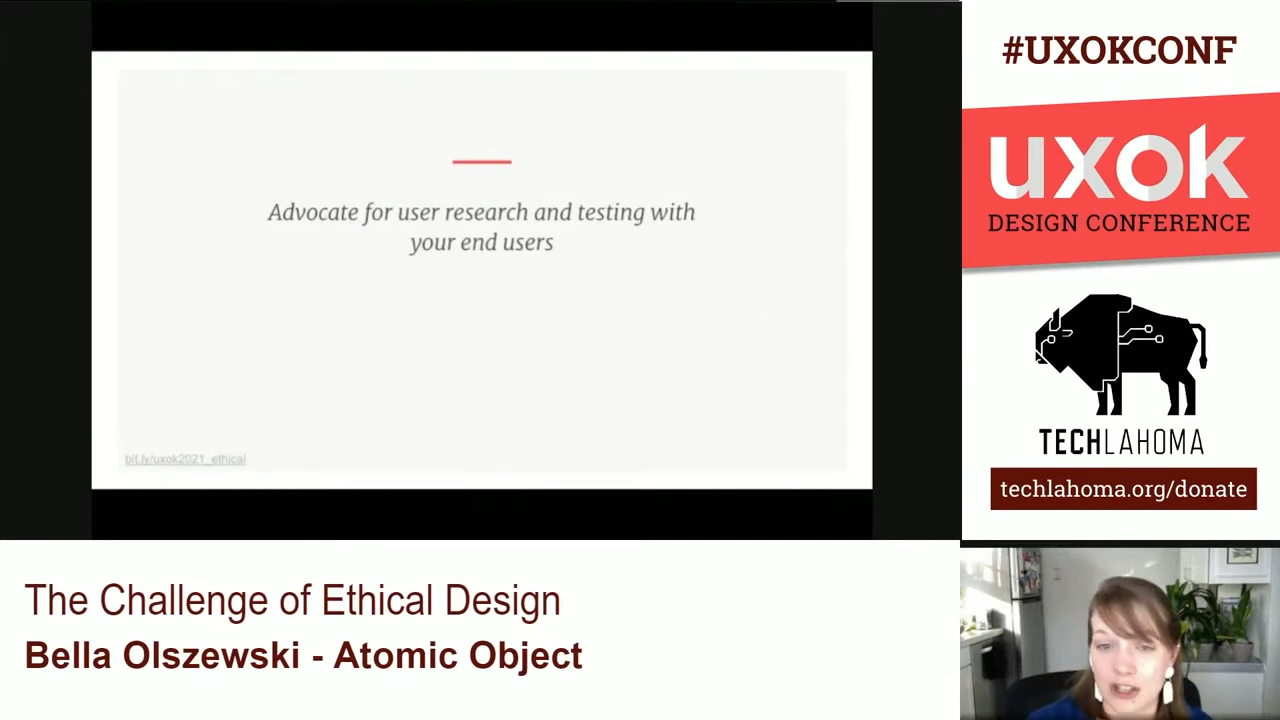 Advocate for user research and testing with
your end users
bit.ly/uxok2021_ethical
#UXOKCONF
uxok
DESIGN CONFERENCE
TECHLAHOMA
techlahoma.org/donate
The Challenge of Ethical Design
Bella Olszewski - Atomic Object